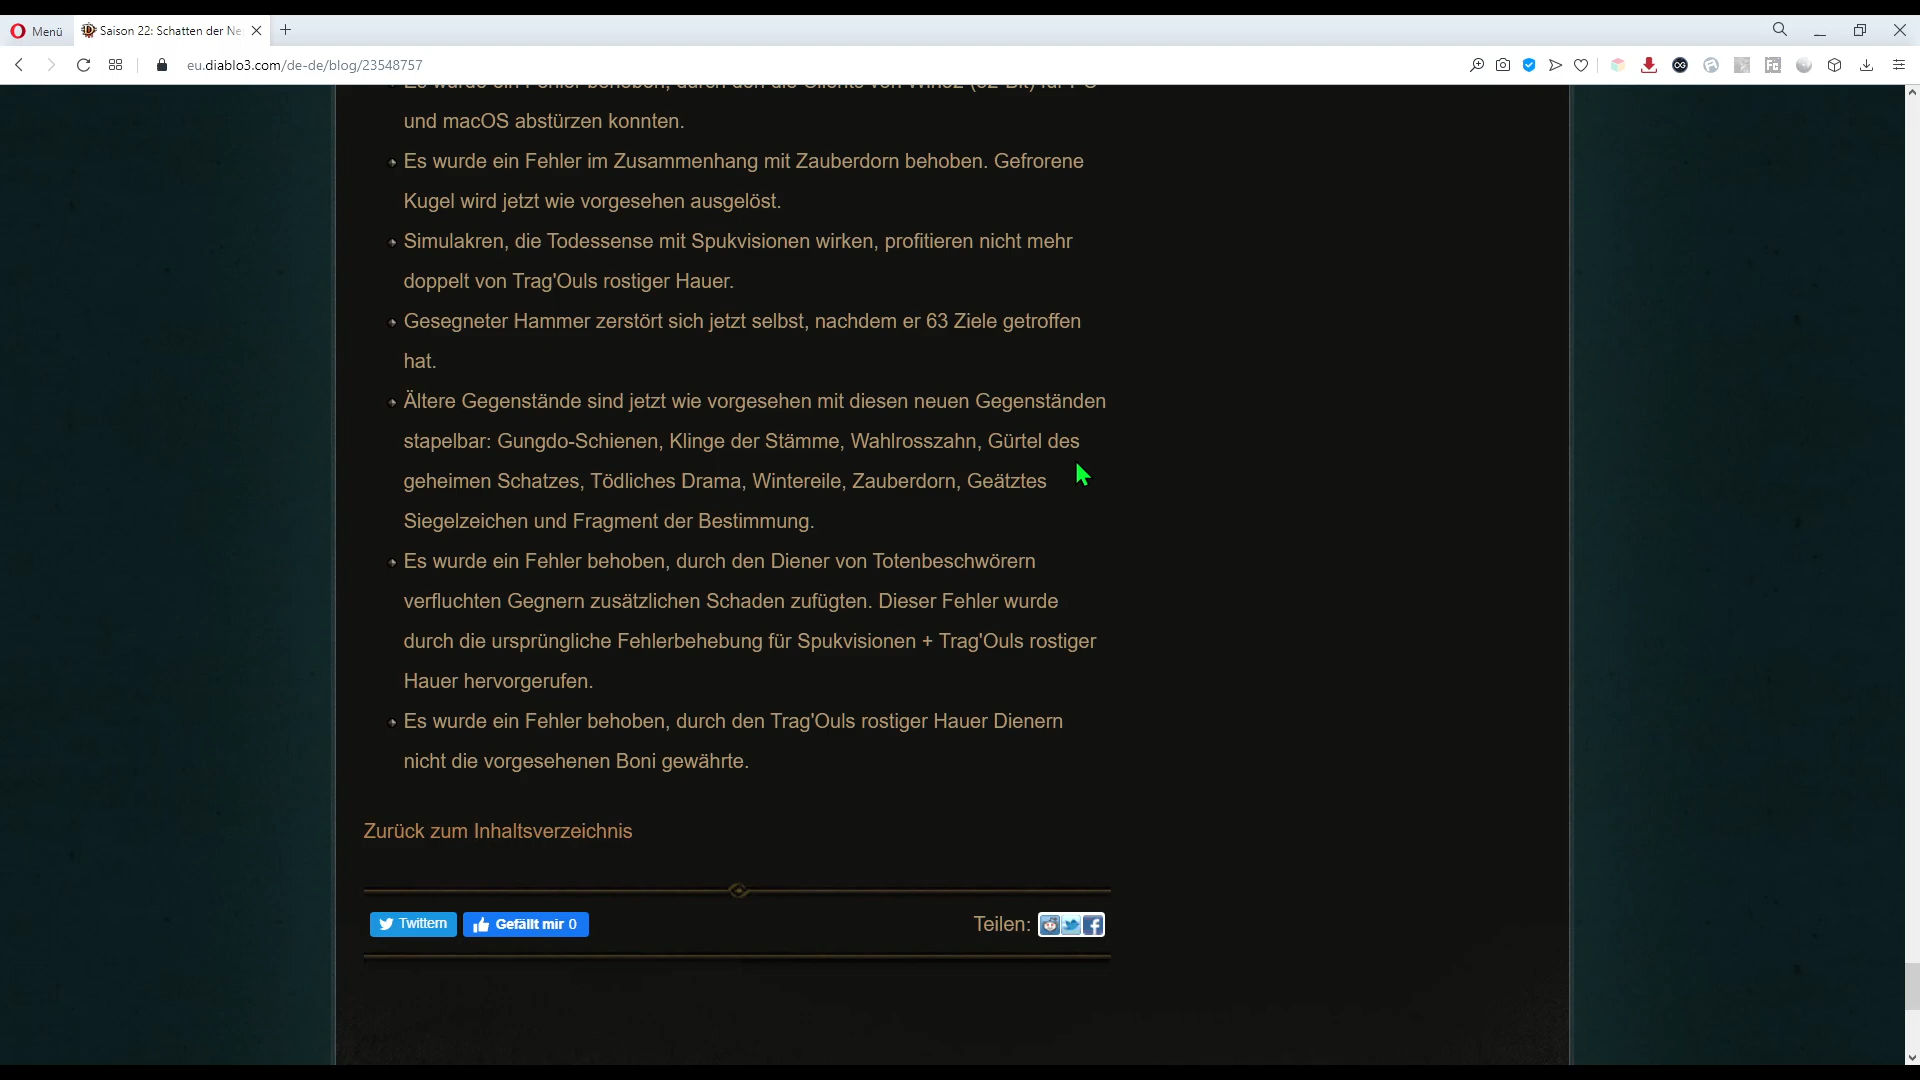 Menü
Saison 22: Schatten der Ne
eu.diablo3.com/de-de/blog/23548757
Es wurde ein Fehler behoben, durch den die Clients von Win32 (32-Bit) für PC
und macOS abstürzen konnten.
Es wurde ein Fehler im Zusammenhang mit Zauberdorn behoben. Gefrorene
Kugel wird jetzt wie vorgesehen ausgelöst.
Simulakren, die Todessense mit Spukvisionen wirken, profitieren nicht mehr
doppelt von Trag'Ouls rostiger Hauer.
Gesegneter Hammer zerstört sich jetzt selbst, nachdem er 63 Ziele getroffen
hat.
Ältere Gegenstände sind jetzt wie vorgesehen mit diesen neuen Gegenständen
stapelbar: Gungdo-Schienen, Klinge der Stämme, Wahlrosszahn, Gürtel des
geheimen Schatzes, Tödliches Drama, Wintereile, Zauberdorn, Geätztes
Siegelzeichen und Fragment der Bestimmung.
Es wurde ein Fehler behoben, durch den Diener von Totenbeschwörern
verfluchten Gegnern zusätzlichen Schaden zufügten. Dieser Fehler wurde
durch die ursprüngliche Fehlerbehebung für Spukvisionen + Trag'Ouls rostiger
Hauer hervorgerufen.
Es wurde ein Fehler behoben, durch den Trag'Ouls rostiger Hauer Dienern
nicht die vorgesehenen Boni gewährte.
Zurück zum Inhaltsverzeichnis
Twittern
Gefällt mir 0
Teilen: